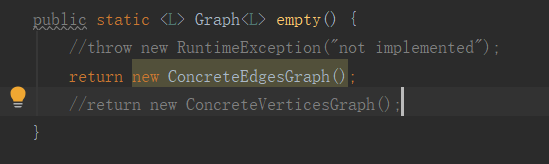 public static <L> Graph<L> empty() {
//throw new RuntimeException("not implemented");
return new ConcreteEdgesGraph();
//return new ConcreteVerticesGraph();
}